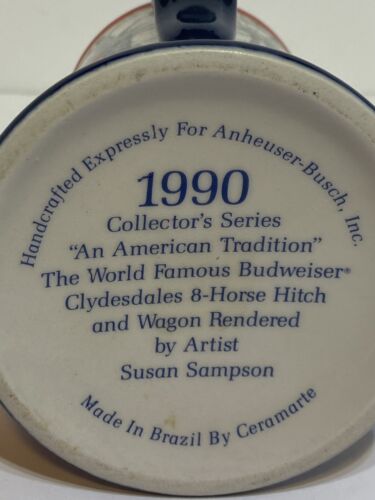 Handcrafted Expressly For Anheuser-Busch, Inc.
1990
Collector's Series
"An American Tradition"
The World Famous Budweiser®
Clydesdales 8-Horse Hitch
and Wagon Rendered
by Artist
Susan Sampson
Made In Brazil By Ceramarte